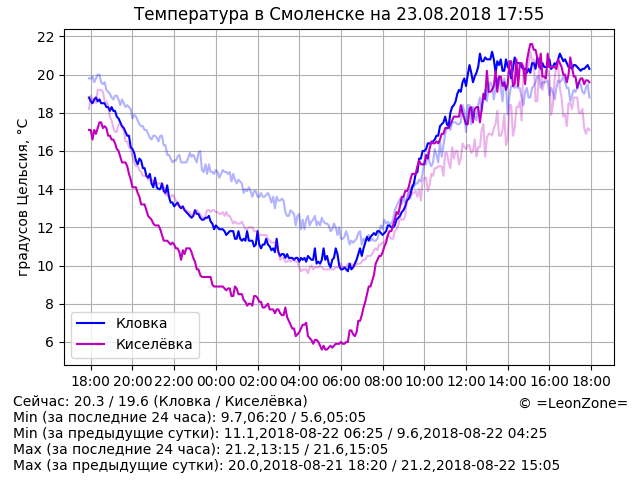 Температура в Смоленске на 23.08.2018 17:55
градусов Цельсия, °C
22
20
18
16
14
12
10
8
6
Кловка
Киселёвка
18:00 20:00 22:00 00:00 02:00 04:00 06:00 08:00 10:00 12:00 14:00 16:00 18:00
Сейчас: 20.3 / 19.6 (Кловка / Киселёвка)
© =LeonZone=
Min (за последние 24 часа): 9.7,06:20 / 5.6,05:05
Min (за предыдущие сутки): 11.1,2018-08-22 06:25 / 9.6,2018-08-22 04:25
Max (за последние 24 часа): 21.2,13:15 / 21.6,15:05
Max (за предыдущие сутки): 20.0,2018-08-21 18:20 / 21.2,2018-08-22 15:05